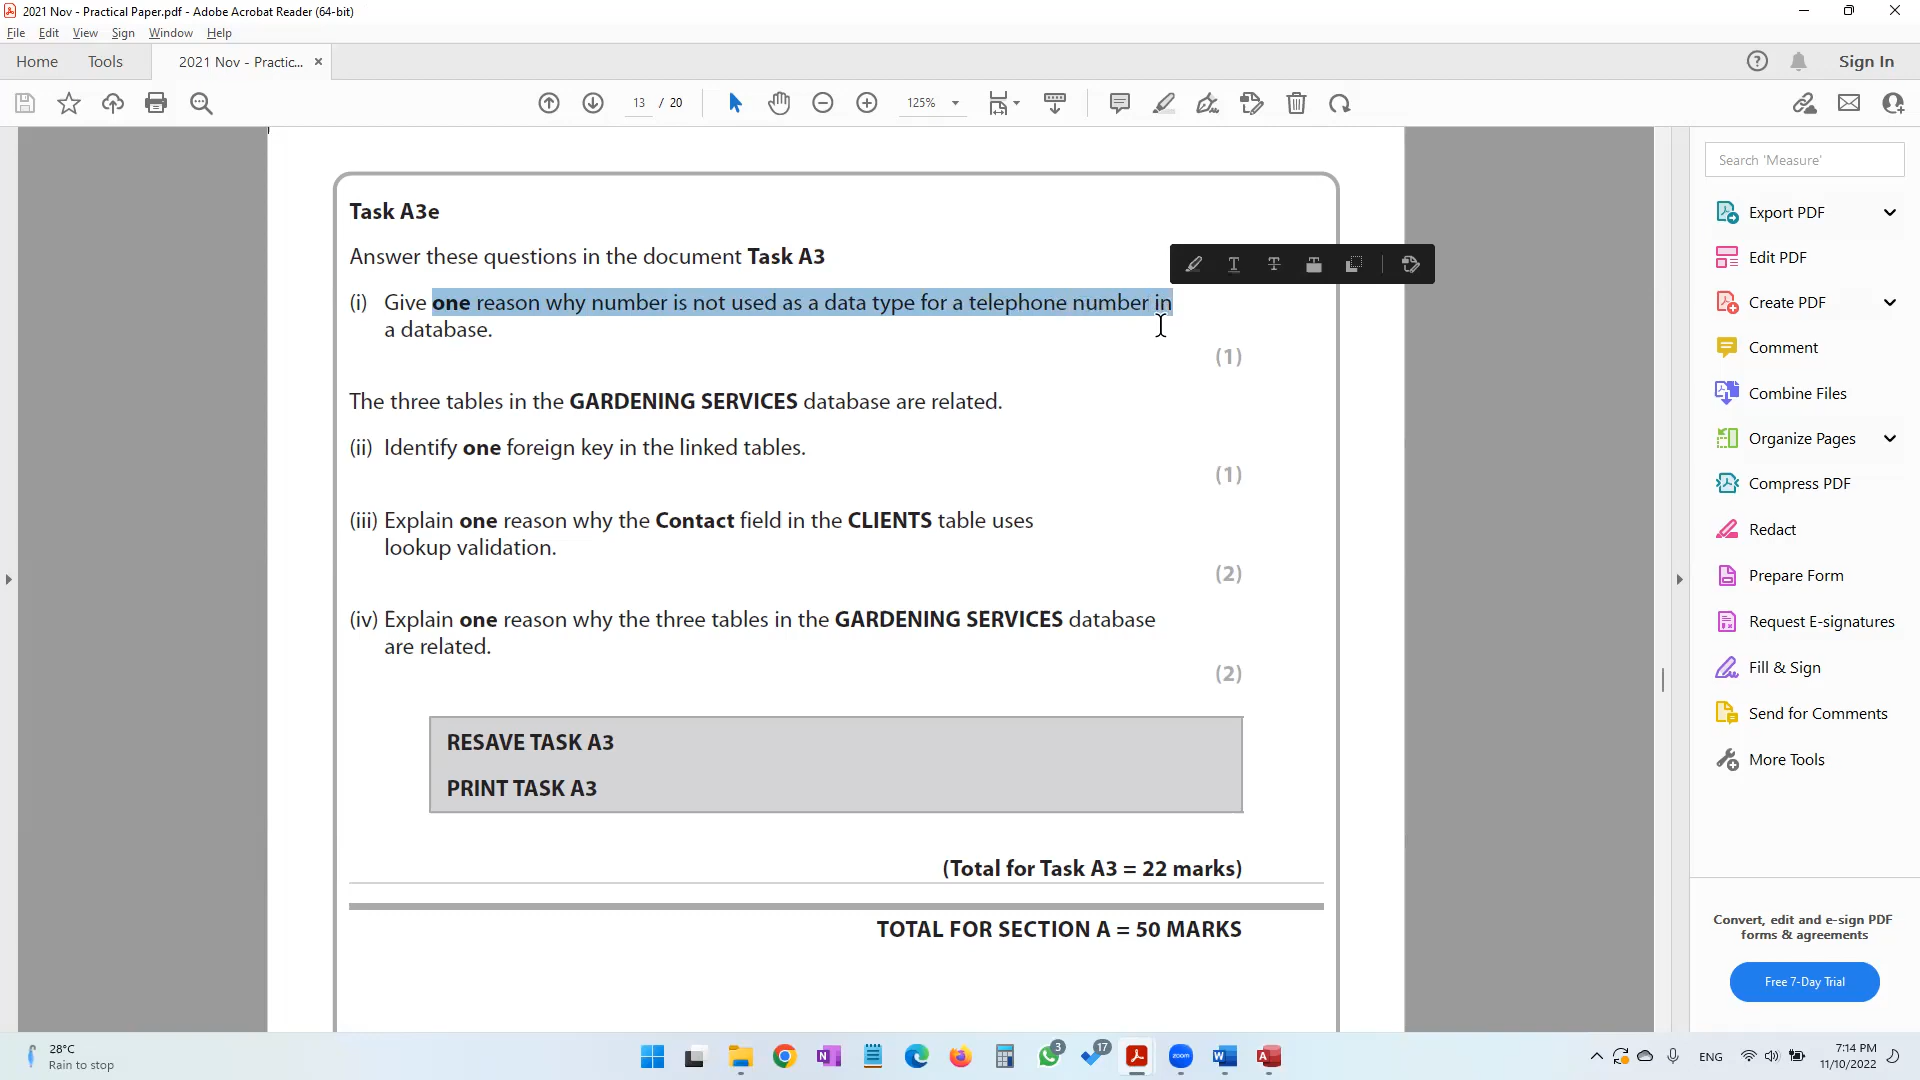 2021 Nov - Practical Paper.pdf - Adobe Acrobat Reader (64-bit)
File Edit View Sign Window Help
Home Tools 2021 Nov - Practic... × Sign In
13 / 20 125%
Search 'Measure'
Task A3e
Answer these questions in the document Task A3
(i) Give one reason why number is not used as a data type for a telephone number in
a database.
(1)
The three tables in the GARDENING SERVICES database are related.
(ii) Identify one foreign key in the linked tables.
(1)
(iii) Explain one reason why the Contact field in the CLIENTS table uses
lookup validation.
(2)
(iv) Explain one reason why the three tables in the GARDENING SERVICES database
are related.
(2)
RESAVE TASK A3
PRINT TASK A3
(Total for Task A3 = 22 marks)
TOTAL FOR SECTION A = 50 MARKS
Export PDF
Edit PDF
Create PDF
Comment
Combine Files
Organize Pages
Compress PDF
Redact
Prepare Form
Request E-signatures
Fill & Sign
Send for Comments
More Tools
Convert, edit and e-sign PDF
forms & agreements
Free 7-Day Trial
28°C
Rain to stop
3
17
zoom
ENG
7:14 PM
11/10/2022